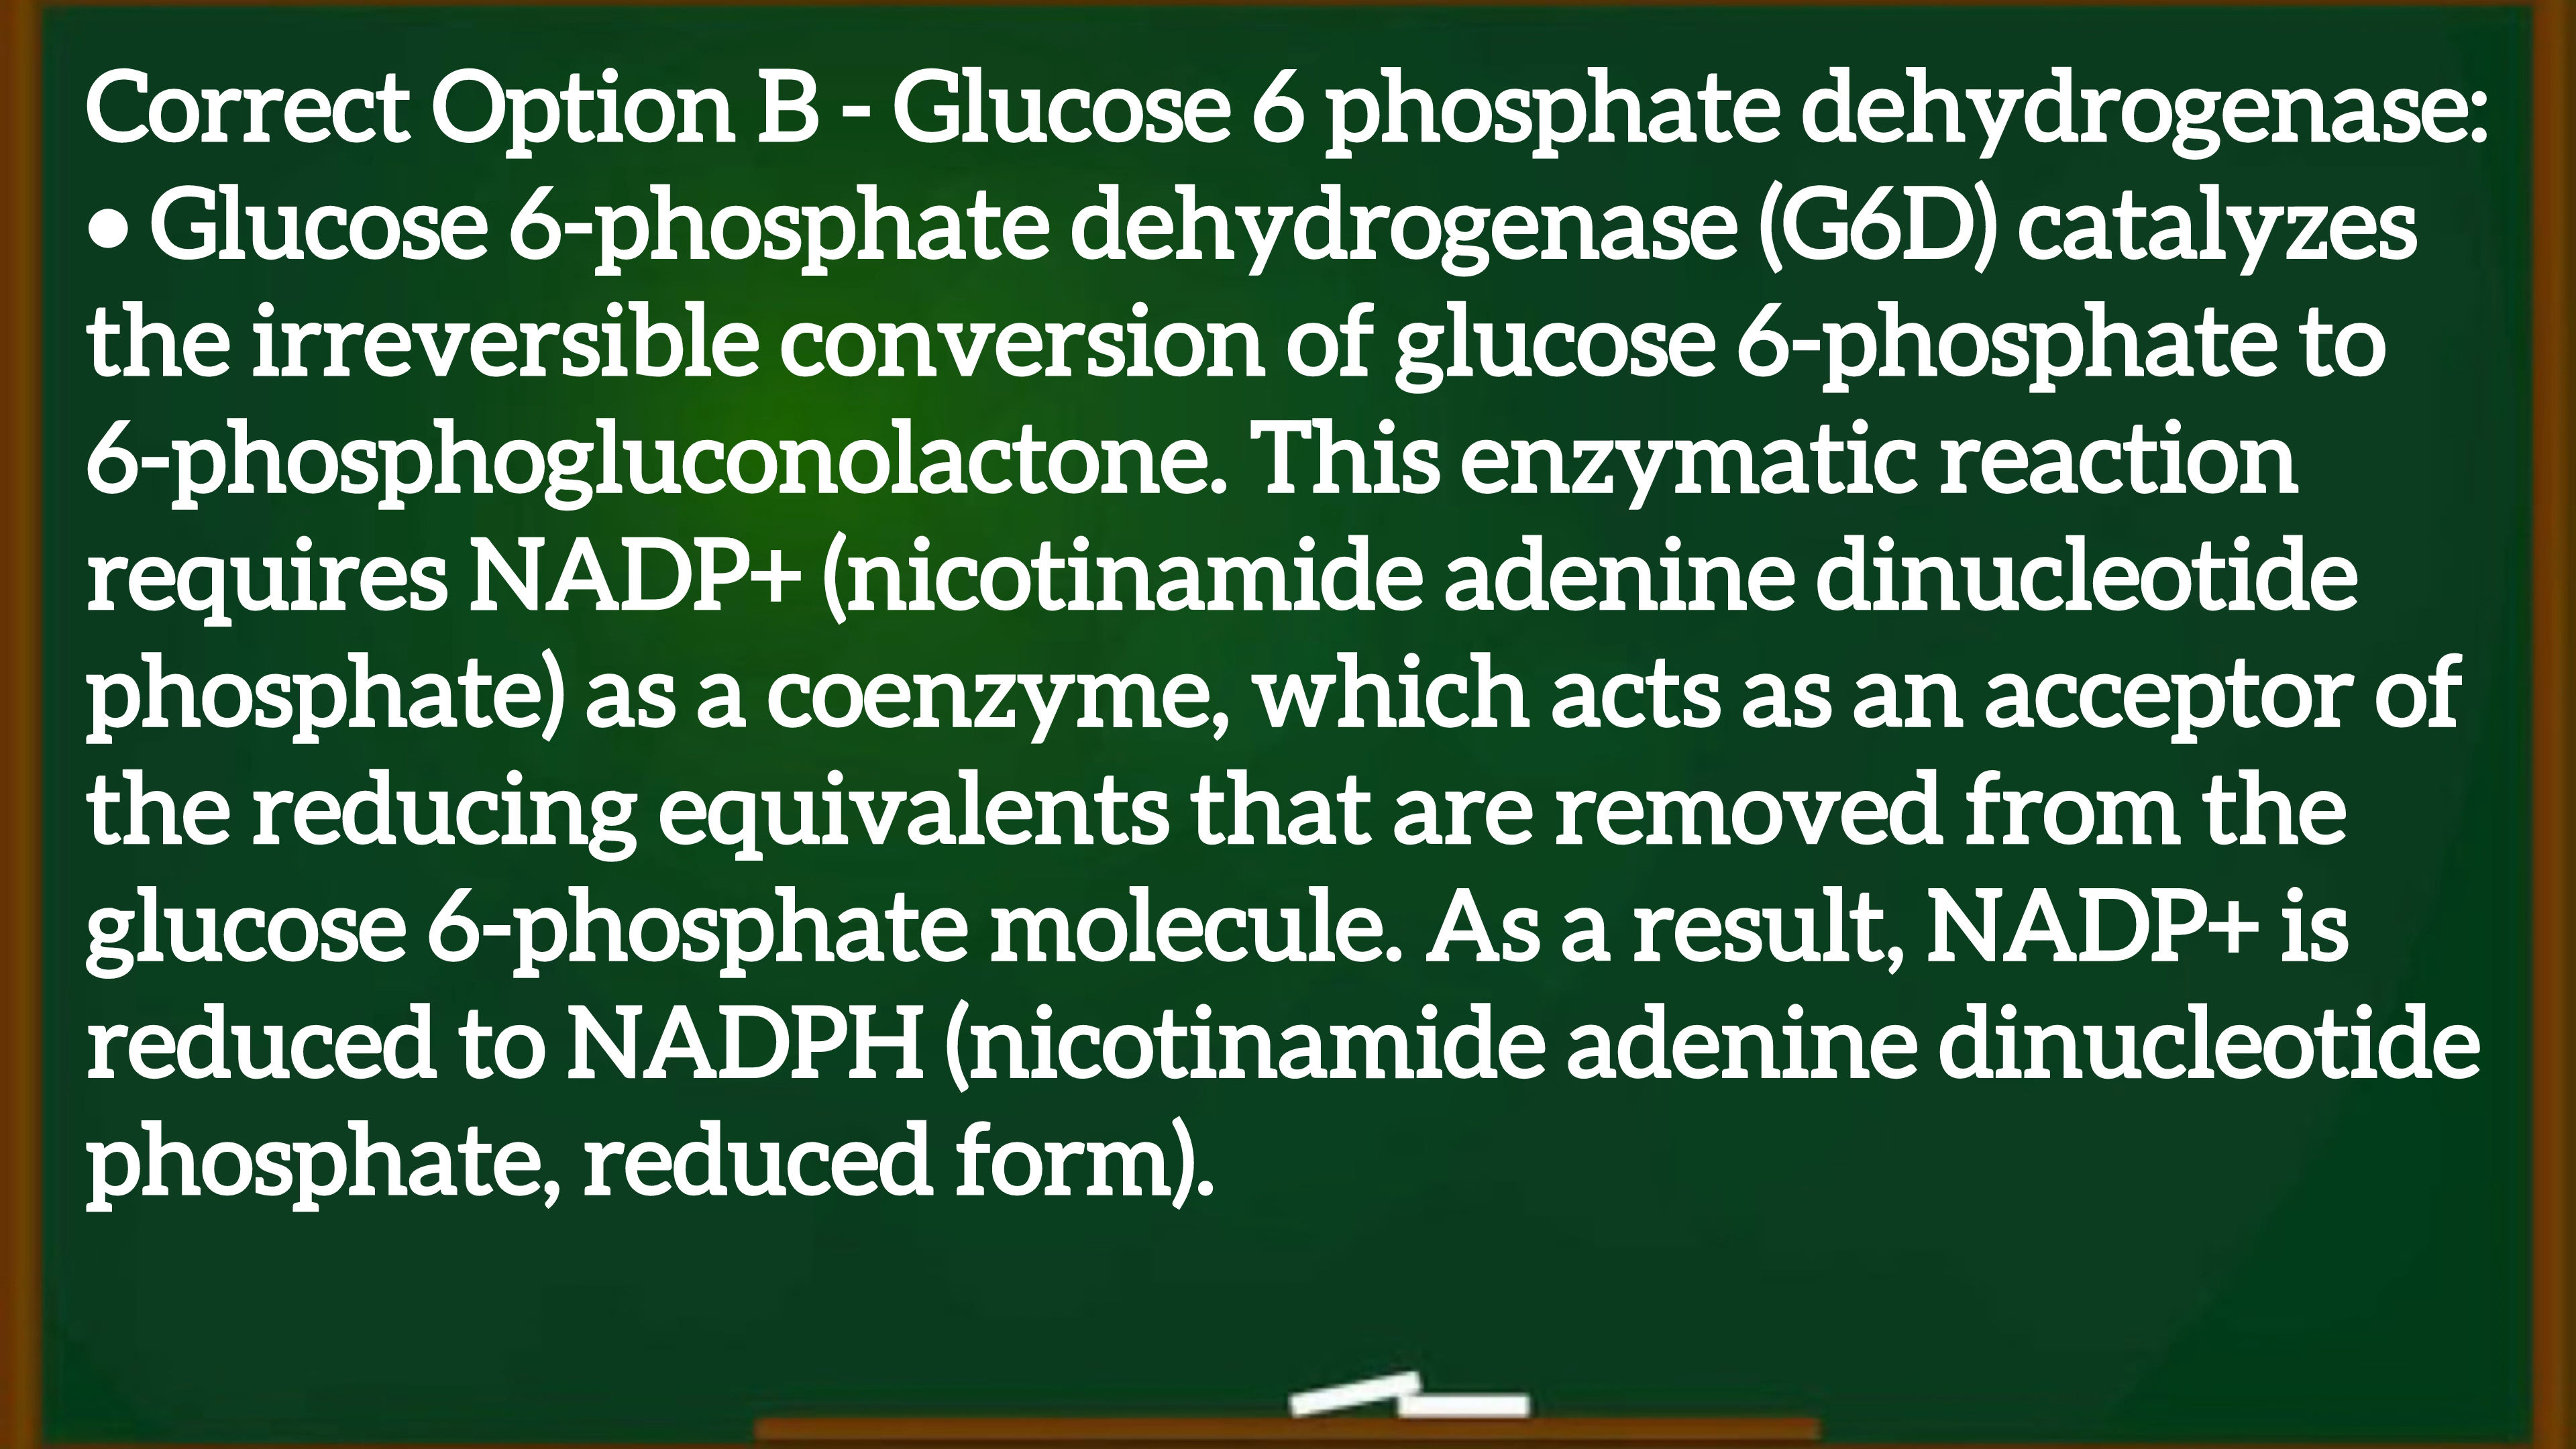 Correct Option B - Glucose 6 phosphate dehydrogenase:
• Glucose 6-phosphate dehydrogenase (G6D) catalyzes
the irreversible conversion of glucose 6-phosphate to
6-phosphogluconolactone. This enzymatic reaction
requires NADP+ (nicotinamide adenine dinucleotide
phosphate) as a coenzyme, which acts as an acceptor of
the reducing equivalents that are removed from the
glucose 6-phosphate molecule. As a result, NADP+ is
reduced to NADPH (nicotinamide adenine dinucleotide
phosphate, reduced form).